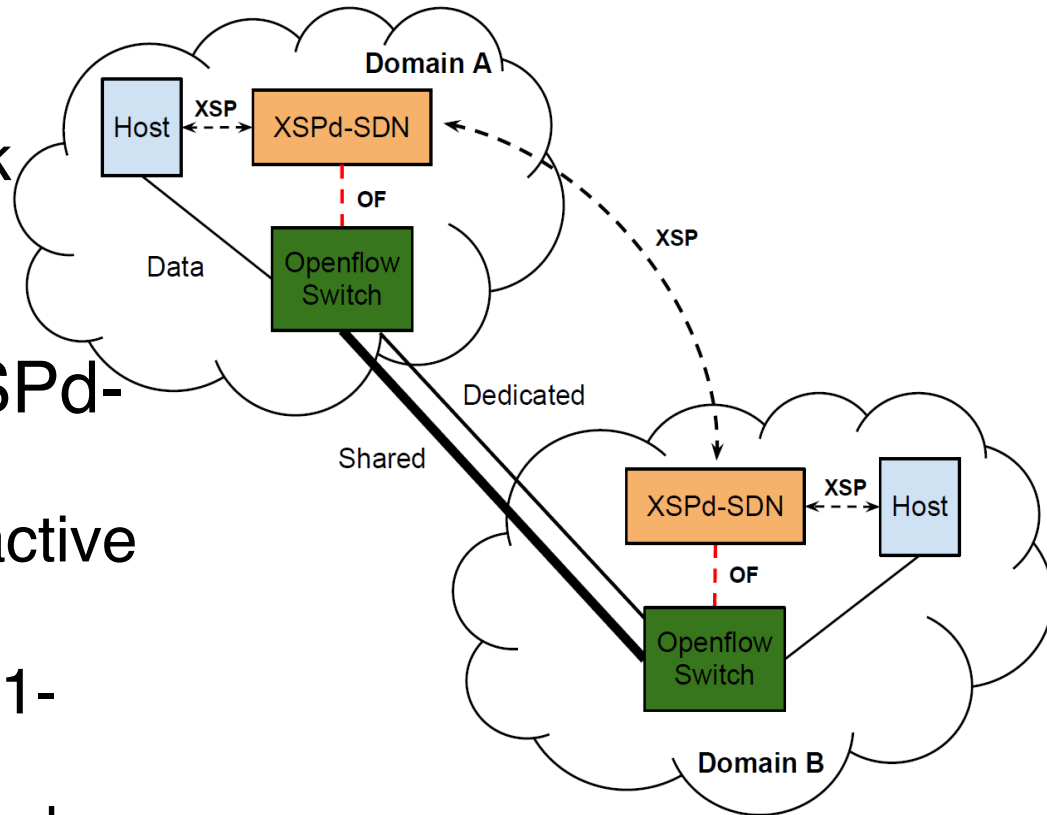 Domain A
Host
XSP
XSPd-SDN
OF
Data
Openflow
Switch
XSP
Dedicated
Shared
XSPd-SDN
XSP
Host
OF
Openflow
Switch
Domain B
SPd-
active
1-